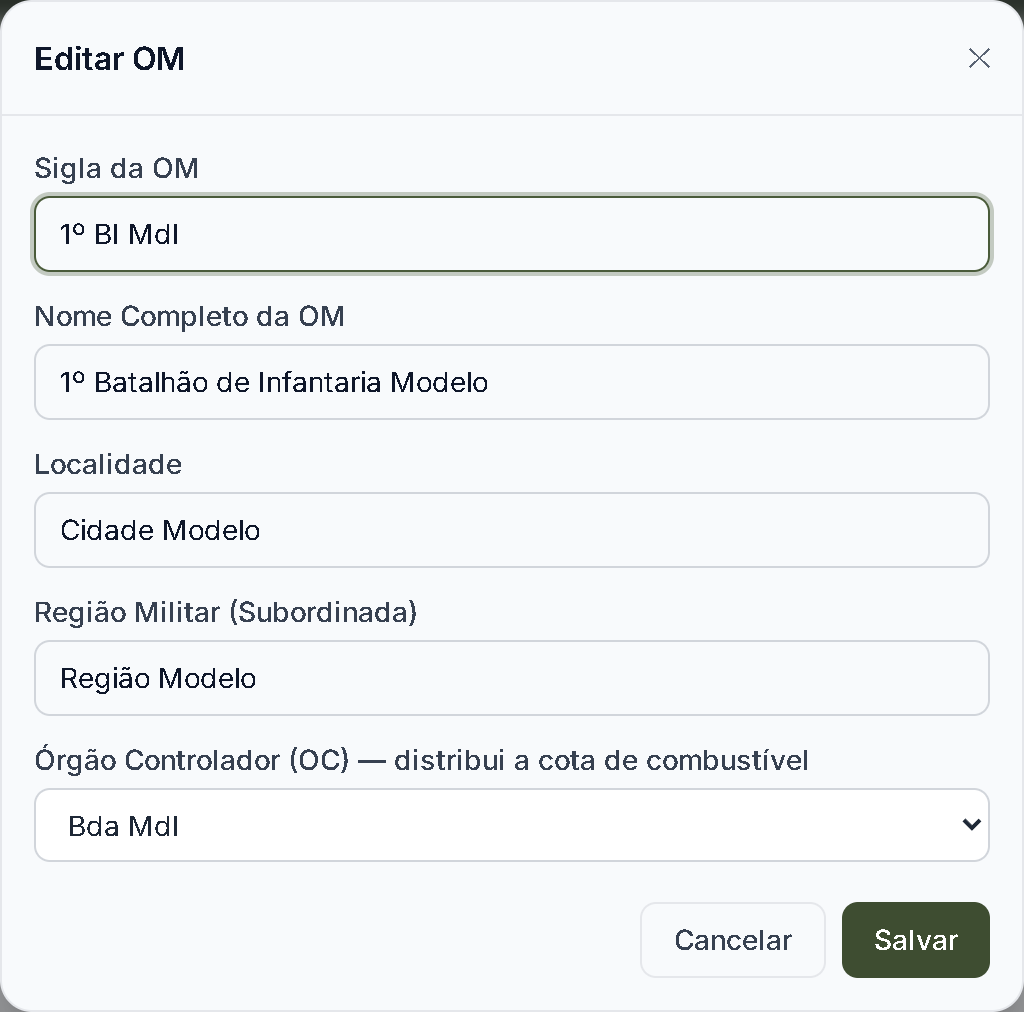 Editar OM
Sigla da OM
1º BI Mdl
Nome Completo da OM
1º Batalhão de Infantaria Modelo
Localidade
Cidade Modelo
Região Militar (Subordinada)
Região Modelo
Órgão Controlador (OC) — distribui a cota de combustível
Bda Mdl
Cancelar
Salvar